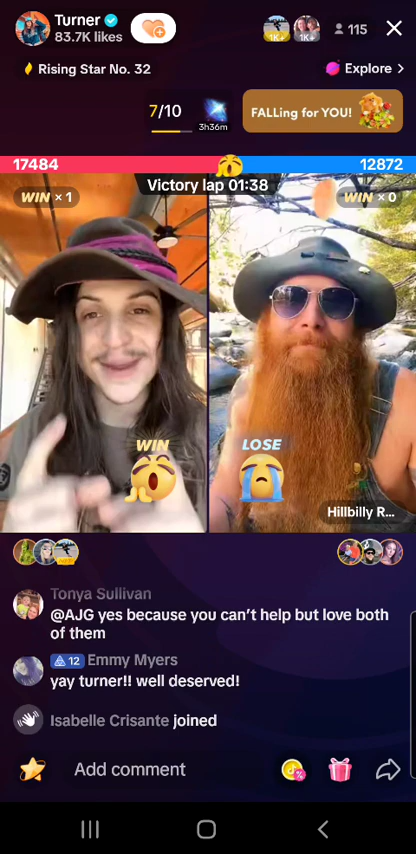 Turner
83.7K likes
1K+
1K+
115
Rising Star No. 32
Explore
7/10
3h36m
FALLing for YOU!
17484
12872
Victory lap 01:38
WIN × 1
WIN × 0
WIN
LOSE
Hillbilly R...
Tonya Sullivan
@AJG yes because you can't help but love both
of them
12 Emmy Myers
yay turner!! well deserved!
Isabelle Crisante joined
Add comment